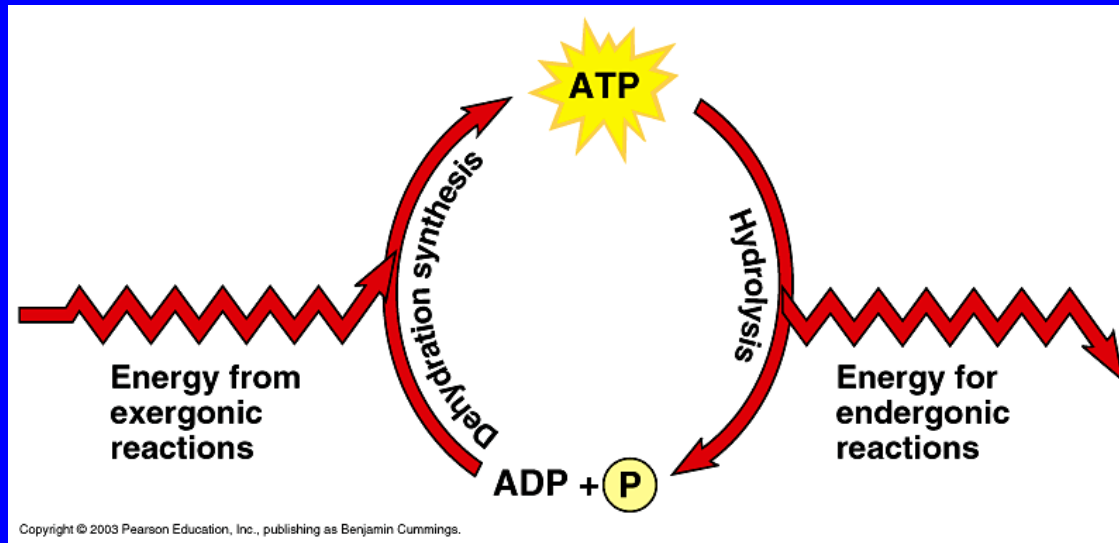 ATP
Dehydration synthesis
Hydrolysis
Energy from
exergonic
reactions
Energy for
endergonic
reactions
ADP + P
Copyright © 2003 Pearson Education, Inc., publishing as Benjamin Cummings.